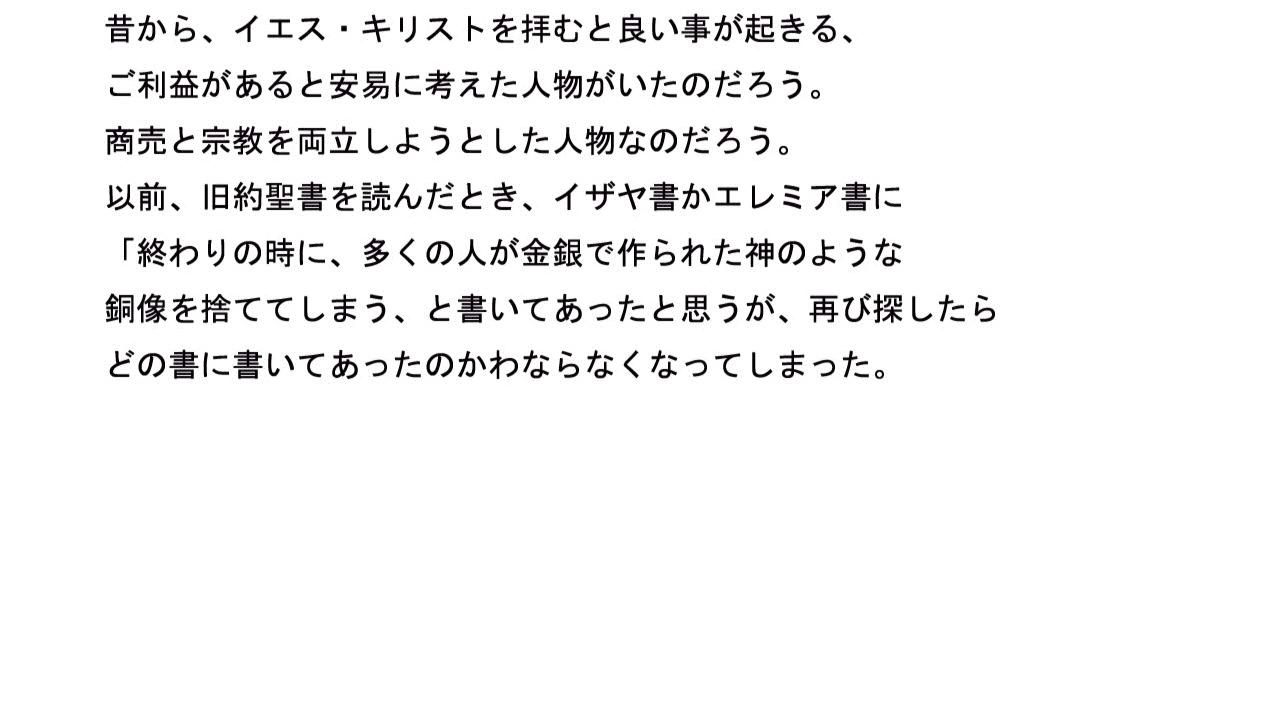 昔から、イエス・キリストを拝むと良い事が起きる、
ご利益があると安易に考えた人物がいたのだろう。
商売と宗教を両立しようとした人物なのだろう。
以前、旧約聖書を読んだとき、イザヤ書かエレミア書に
「終わりの時に、多くの人が金銀で作られた神のような
銅像を捨ててしまう、と書いてあったと思うが、再び探したら
どの書に書いてあったのかわならなくなってしまった。